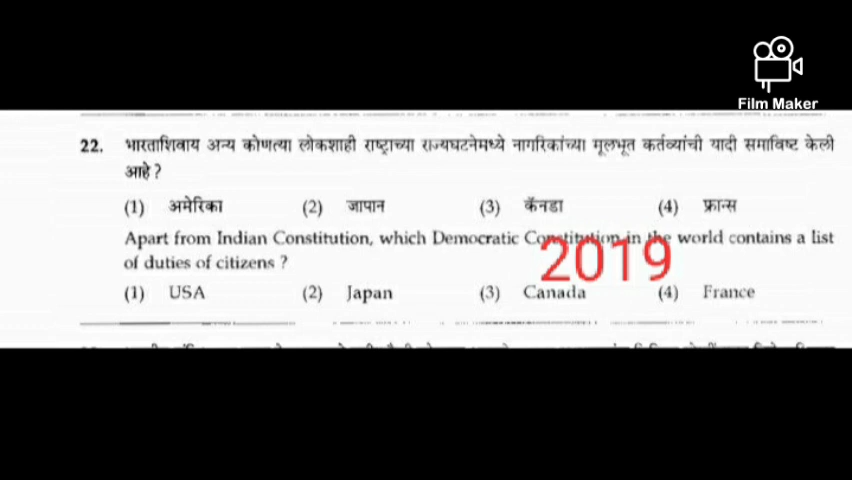 Film Maker
22. भारताशिवाय अन्य कोणत्या लोकशाही राष्ट्राच्या राज्यघटनेमध्ये नागरिकांच्या मूलभूत कर्तव्यांची यादी समाविष्ट केली
आहे ?
(1) अमेरिका (2) जापान (3) कॅनडा (4) फ्रान्स
Apart from Indian Constitution, which Democratic Constitution in the world contains a list
of duties of citizens ?
2019
(1) USA (2) Japan (3) Canada (4) France